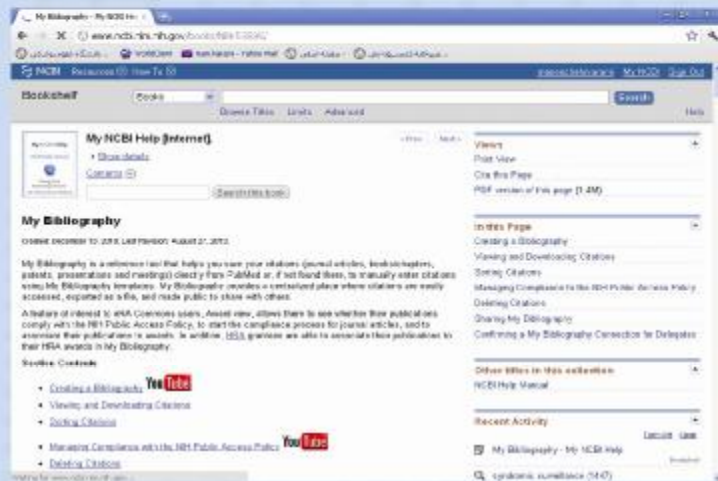 My Bibliography - My NCBI He
www.ncbi.nlm.nih.gov/books/
NCBI Resources How To
My NCBI Sign Out
Bookshelf Books Search
Browse Titles Limits Advanced Help
My NCBI Help [Internet].
Show details
Contents
Search this book
< Prev Next >
My Bibliography
Created: December 10, 2010; Last Revision: August 27, 2013.
My Bibliography is a reference tool that helps you save your citations (journal articles, books/chapters,
patents, presentations and meetings) directly from PubMed or, if not found there, to manually enter citations
using My Bibliography templates. My Bibliography provides a centralized place where citations are easily
accessed, exported as a file, and made public to share with others.
A feature of interest to eRA Commons users, Award view, allows them to see whether their publications
comply with the NIH Public Access Policy, to start the compliance process for journal articles, and to
associate their publications to awards. In addition, HRA grantees are able to associate their publications to
their HRA awards in My Bibliography.
Section Contents
Creating a Bibliography YouTube
Viewing and Downloading Citations
Sorting Citations
Managing Compliance with the NIH Public Access Policy YouTube
Deleting Citations
Views
Print View
Cite this Page
PDF version of this page (1.4M)
In this Page
Creating a Bibliography
Viewing and Downloading Citations
Sorting Citations
Managing Compliance to the NIH Public Access Policy
Deleting Citations
Sharing My Bibliography
Confirming a My Bibliography Connection for Delegates
Other titles in this collection
NCBI Help Manual
Recent Activity
Turn Off Clear
My Bibliography - My NCBI Help
Bookshelf
syndromic surveillance (1447)